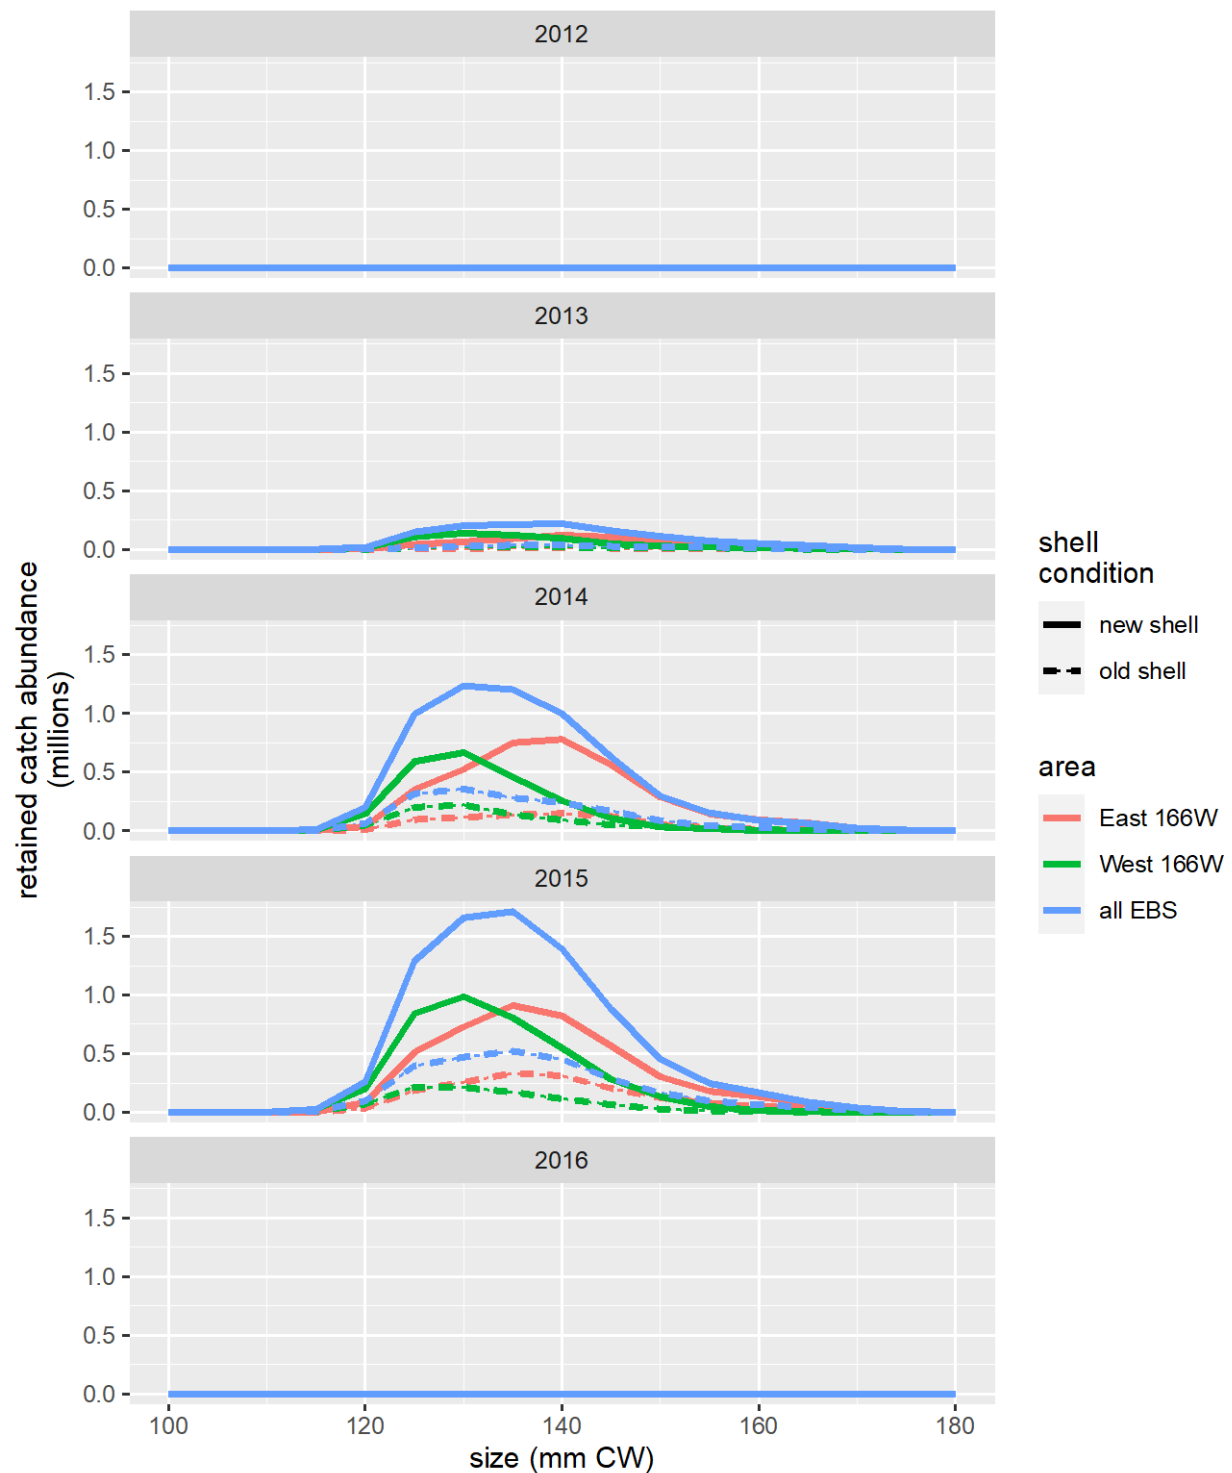 2012
1.5
1.0
0.5
0.0
2013
1.5
1.0
0.5
0.0
2014
1.5
1.0
0.5
0.0
2015
1.5
1.0
0.5
0.0
2016
1.5
1.0
0.5
0.0
100 120 140 160 180
size (mm CW)
retained catch abundance
(millions)
shell
condition
new shell
old shell
area
East 166W
West 166W
all EBS